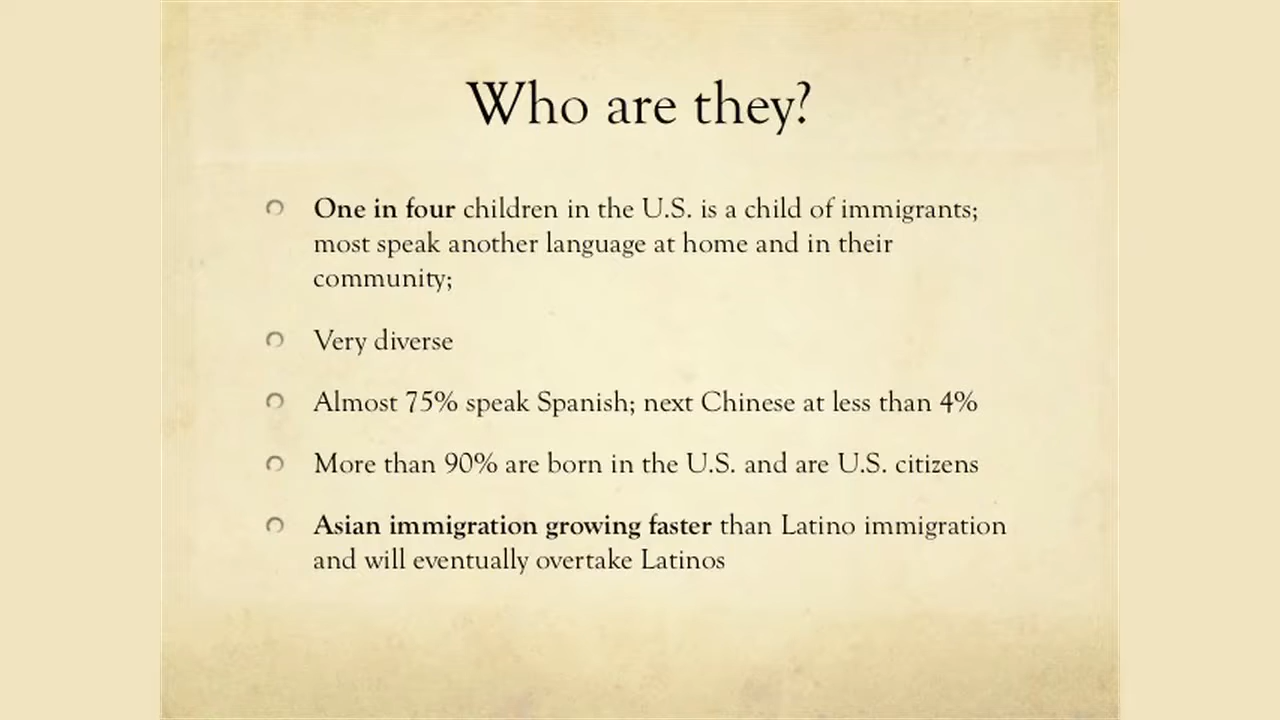 Who are they?
One in four children in the U.S. is a child of immigrants;
most speak another language at home and in their
community;
Very diverse
Almost 75% speak Spanish; next Chinese at less than 4%
More than 90% are born in the U.S. and are U.S. citizens
Asian immigration growing faster than Latino immigration
and will eventually overtake Latinos